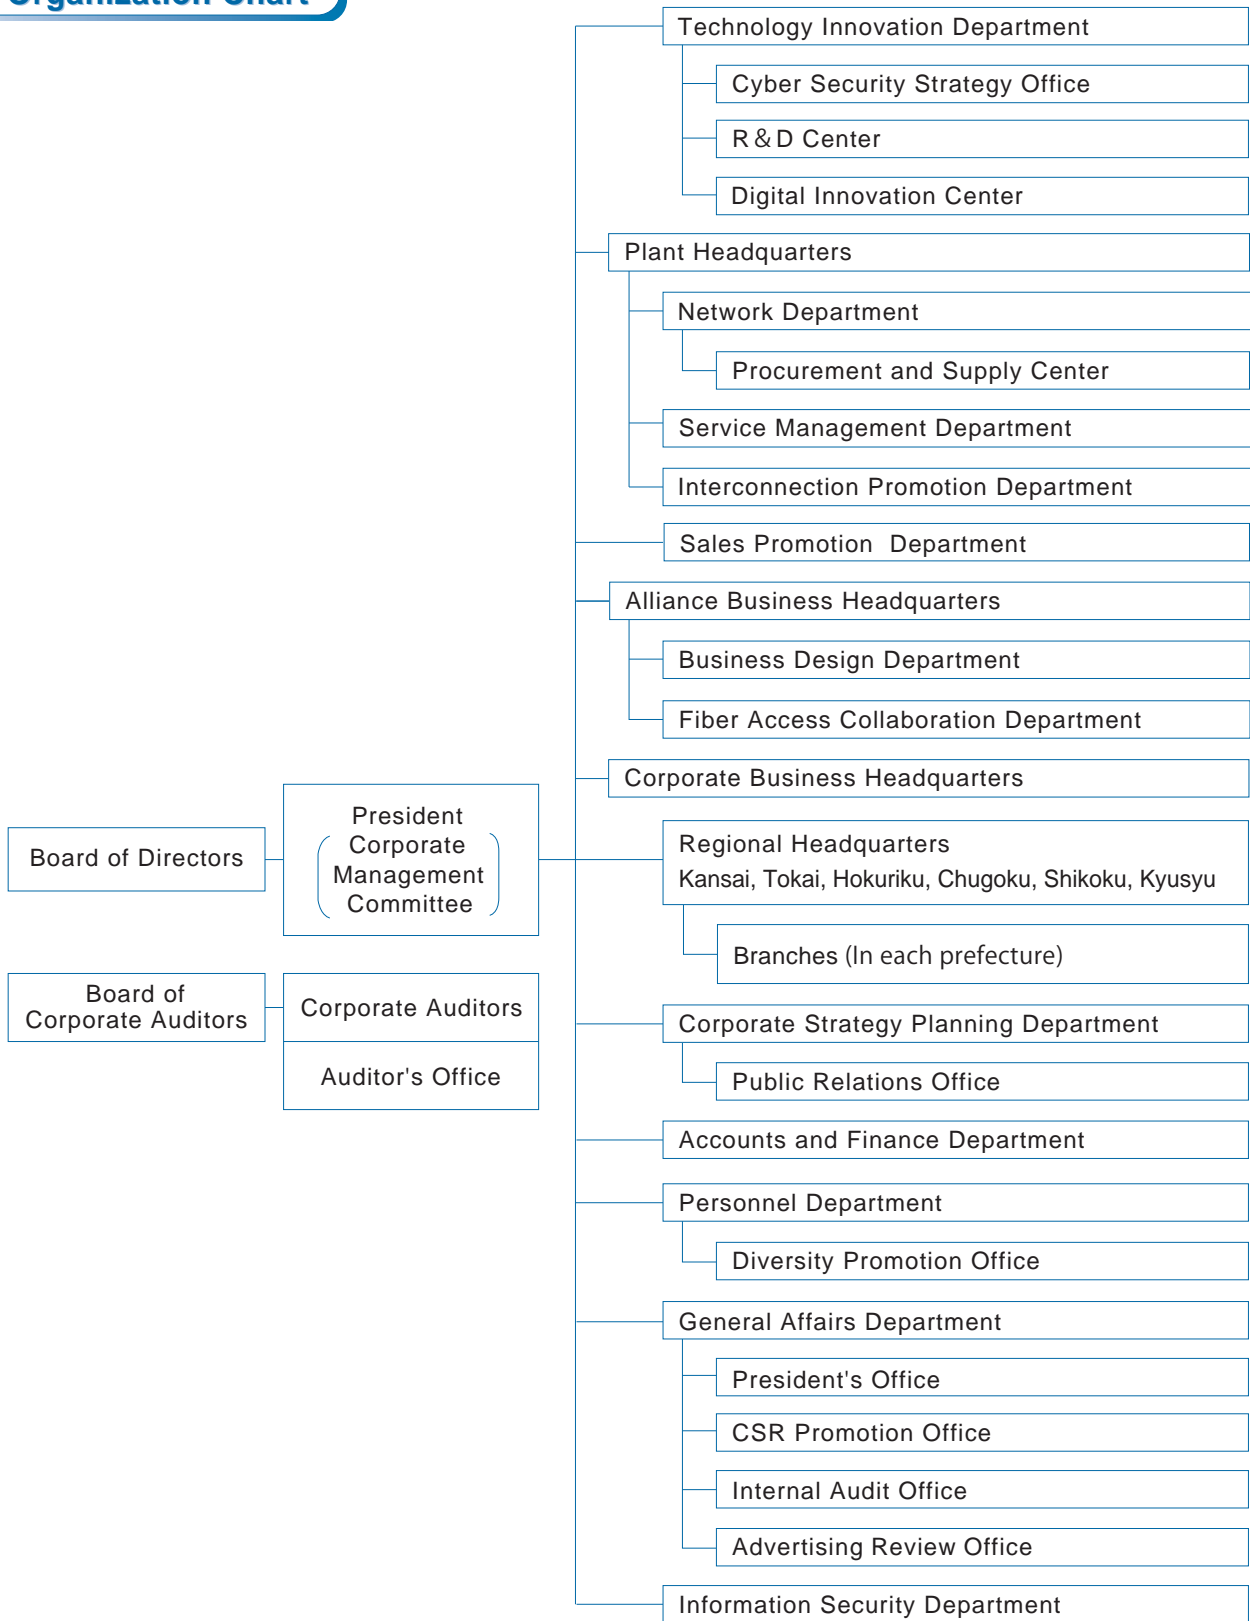 Organization Chart
Technology Innovation Department
Cyber Security Strategy Office
R＆D Center
Digital Innovation Center
Plant Headquarters
Network Department
Procurement and Supply Center
Service Management Department
Interconnection Promotion Department
Sales Promotion Department
Alliance Business Headquarters
Business Design Department
Fiber Access Collaboration Department
Corporate Business Headquarters
Board of Directors
President
Corporate
Management
Committee
Regional Headquarters
Kansai, Tokai, Hokuriku, Chugoku, Shikoku, Kyusyu
Branches (In each prefecture)
Board of
Corporate Auditors
Corporate Auditors
Auditor's Office
Corporate Strategy Planning Department
Public Relations Office
Accounts and Finance Department
Personnel Department
Diversity Promotion Office
General Affairs Department
President's Office
CSR Promotion Office
Internal Audit Office
Advertising Review Office
Information Security Department